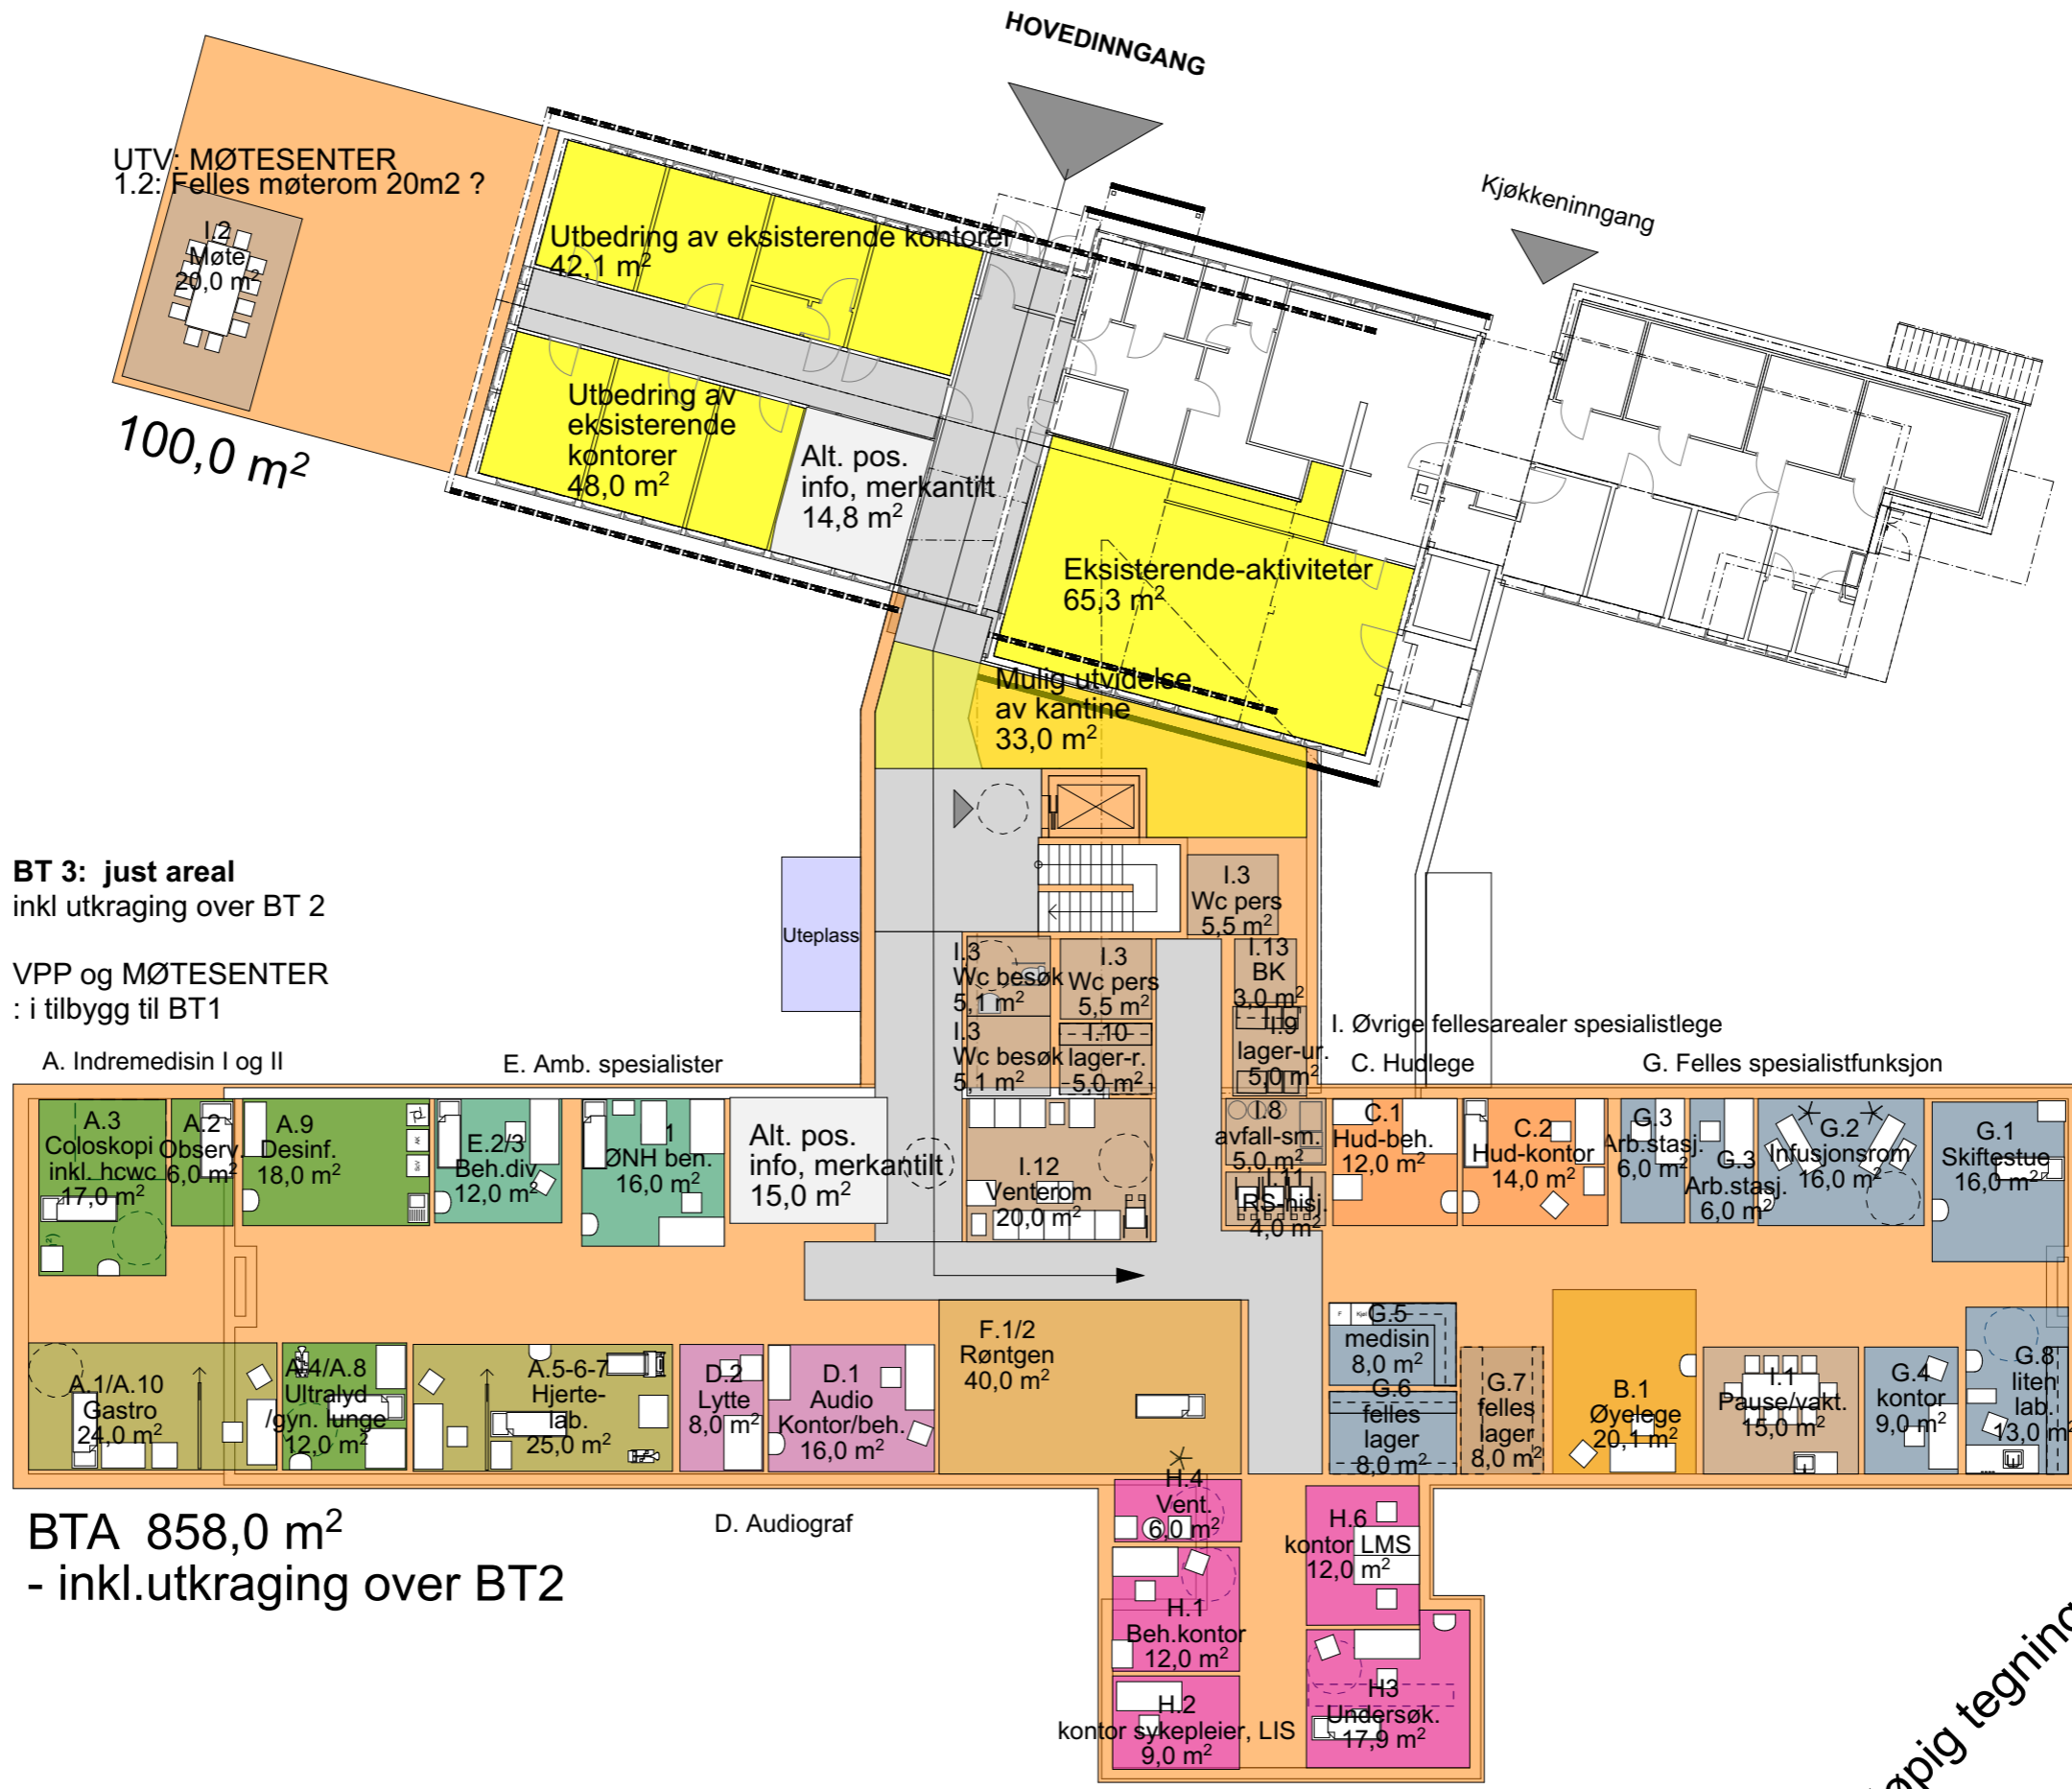 HOVEDINNGANG
Kjøkkeninngang
UTV: MØTESENTER
1.2: Felles møterom 20m2 ?
I.2
Møte
20,0 m²
100,0 m²
Utbedring av eksisterende kontorer
42,1 m²
Utbedring av
eksisterende
kontorer
48,0 m²
Alt. pos.
info, merkantilt
14,8 m²
Eksisterende-aktiviteter
65,3 m²
Mulig utvidelse
av kantine
33,0 m²
BT 3: just areal
inkl utkraging over BT 2
VPP og MØTESENTER
: i tilbygg til BT1
Uteplass
I.3
Wc pers
5,5 m²
I.3
Wc besøk
5,1 m²
I.3
Wc pers
5,5 m²
I.13
BK
3,0 m²
I.3
Wc besøk
5,1 m²
I.10
lager-r.
5,0 m²
I.9
lager-ur.
5,0 m²
I. Øvrige fellesarealer spesialistlege
A. Indremedisin I og II
E. Amb. spesialister
C. Hudlege
G. Felles spesialistfunksjon
A.3
Coloskopi
inkl. hcwc
17,0 m²
A.2
Observ.
6,0 m²
A.9
Desinf.
18,0 m²
E.2/3
Beh.div
12,0 m²
ØNH ben.
16,0 m²
Alt. pos.
info, merkantilt
15,0 m²
I.12
Venterom
20,0 m²
I.8
avfall-sm.
5,0 m²
I.11
RS-nisj.
4,0 m²
C.1
Hud-beh.
12,0 m²
C.2
Hud-kontor
14,0 m²
G.3
Arb.stasj.
6,0 m²
G.3
Arb.stasj.
6,0 m²
G.2
Infusjonsrom
16,0 m²
G.1
Skiftestue
16,0 m²
A.1/A.10
Gastro
24,0 m²
A.4/A.8
Ultralyd
/gyn. lunge
12,0 m²
A.5-6-7
Hjerte-
lab.
25,0 m²
D.2
Lytte
8,0 m²
D.1
Audio
Kontor/beh.
16,0 m²
F.1/2
Røntgen
40,0 m²
G.5
medisin
8,0 m²
G.6
felles
lager
8,0 m²
G.7
felles
lager
8,0 m²
B.1
Øyelege
20,1 m²
I.1
Pause/vakt.
15,0 m²
G.4
kontor
9,0 m²
G.8
liten
lab.
13,0 m²
BTA 858,0 m²
- inkl.utkraging over BT2
D. Audiograf
H.4
Vent.
6,0 m²
H.6
kontor LMS
12,0 m²
H.1
Beh.kontor
12,0 m²
H.2
kontor sykepleier, LIS
9,0 m²
H3
Undersøk.
17,9 m²
tegning